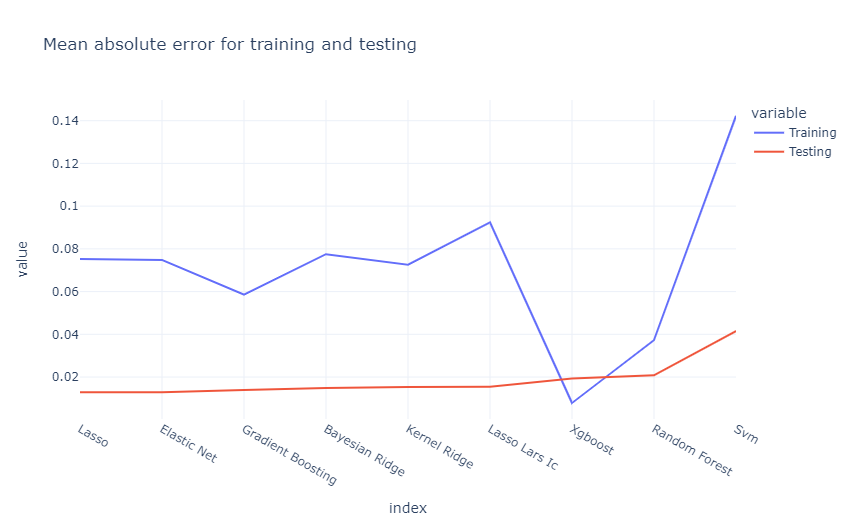 Mean absolute error for training and testing
variable
Training
Testing
value
0.14
0.12
0.1
0.08
0.06
0.04
0.02
Lasso
Elastic Net
Gradient Boosting
Bayesian Ridge
Kernel Ridge
Lasso Lars Ic
Xgboost
Random Forest
Svm
index